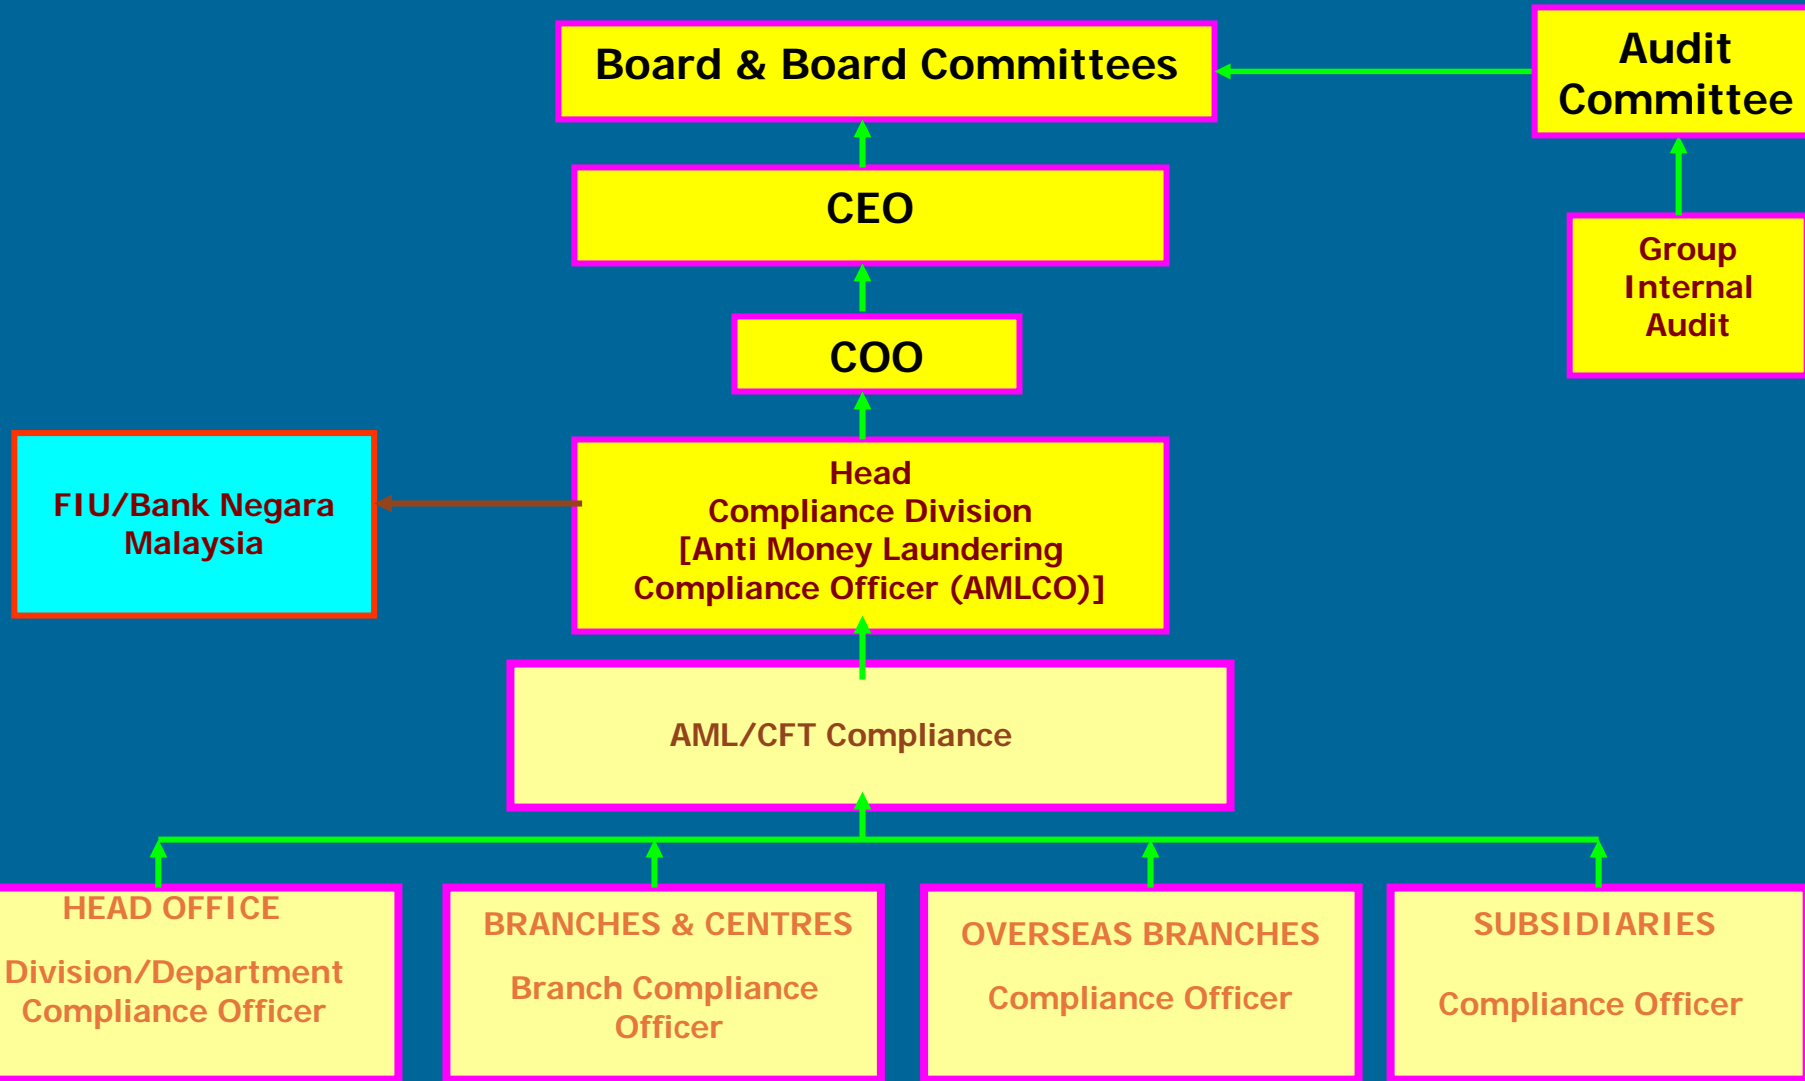 Board & Board Committees
Audit
Committee
CEO
Group
Internal
Audit
COO
FIU/Bank Negara
Malaysia
Head
Compliance Division
[Anti Money Laundering
Compliance Officer (AMLCO)]
AML/CFT Compliance
HEAD OFFICE
Division/Department
Compliance Officer
BRANCHES & CENTRES
Branch Compliance
Officer
OVERSEAS BRANCHES
Compliance Officer
SUBSIDIARIES
Compliance Officer